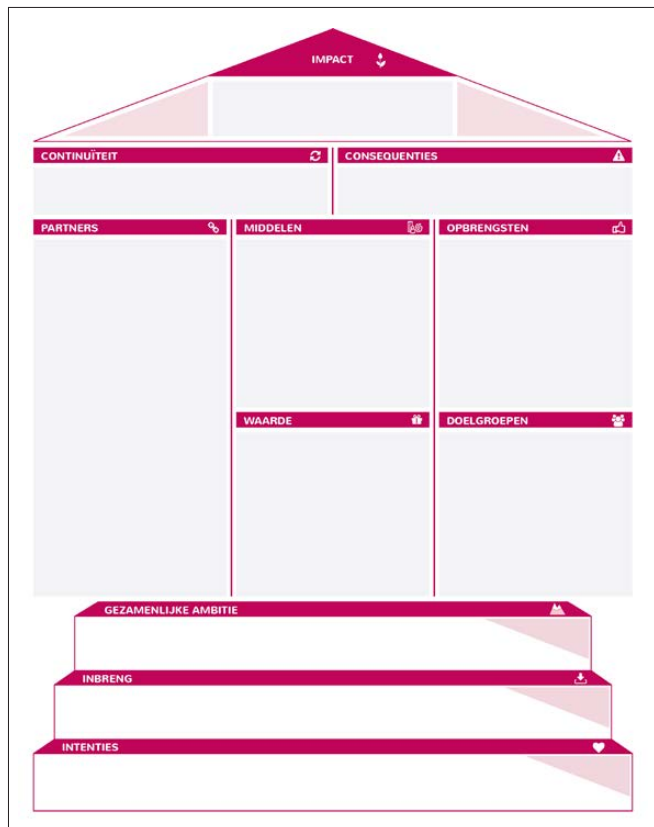 IMPACT
CONTINUÏTEIT
CONSEQUENTIES
PARTNERS
MIDDELEN
OPBRENGSTEN
WAARDE
DOELGROEPEN
GEZAMENLIJKE AMBITIE
INBRENG
INTENTIES